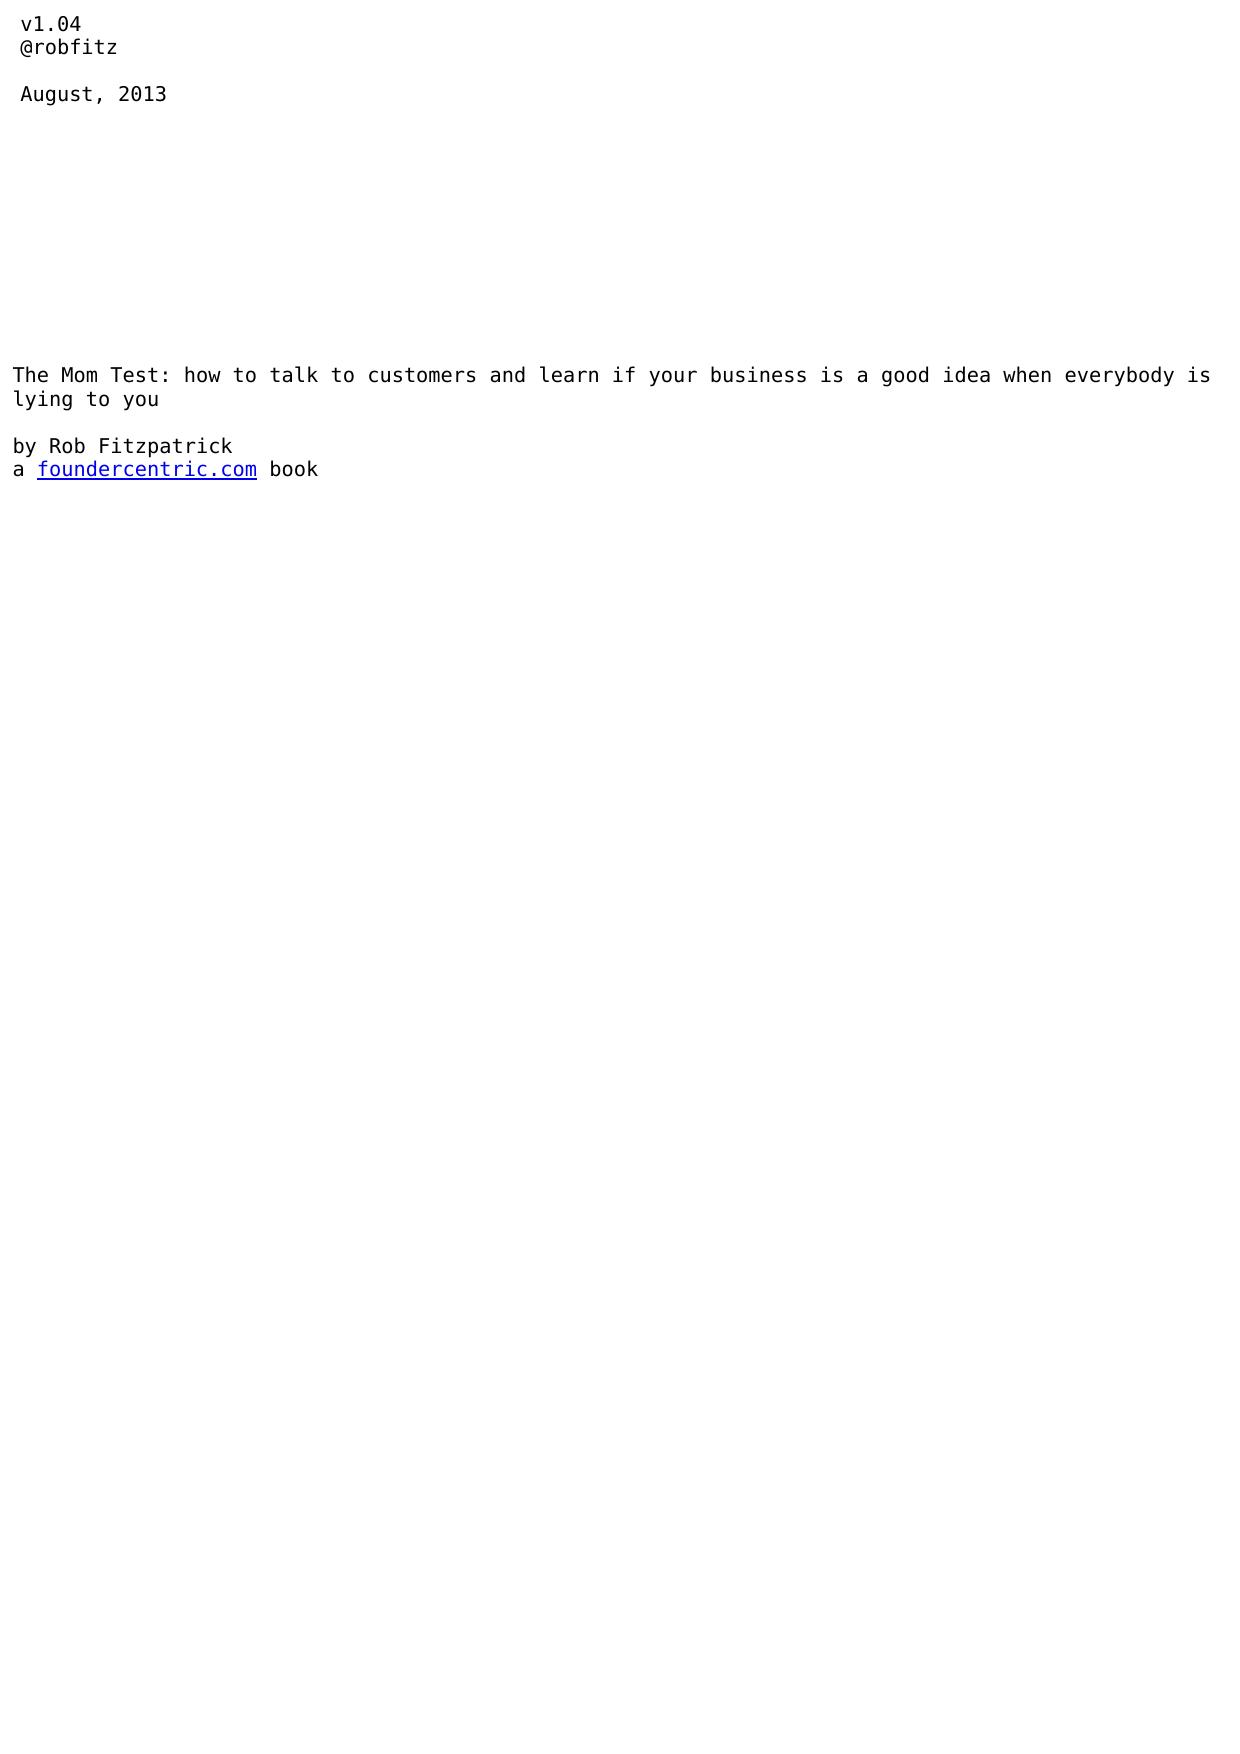 v1.04
@robfitz
August, 2013
The Mom Test: how to talk to customers and learn if your business is a good idea when everybody is
lying to you
by Rob Fitzpatrick
a foundercentric.com book